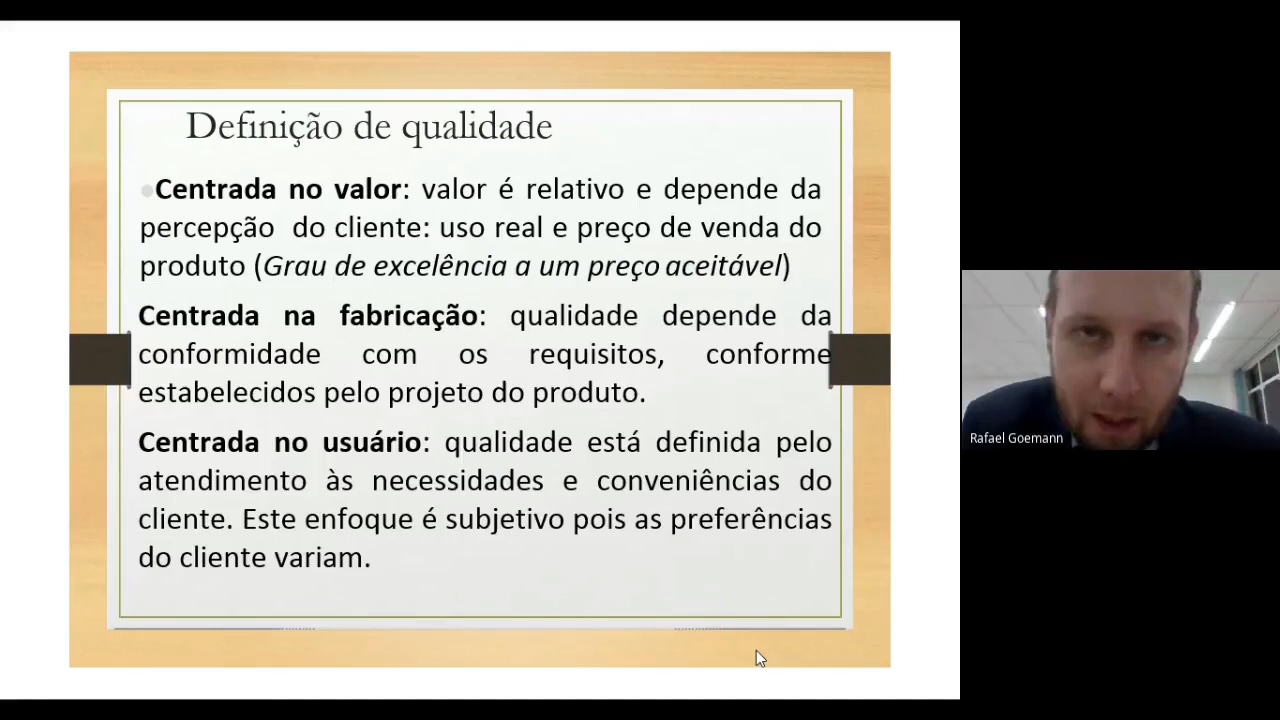 Definição de qualidade
Centrada no valor: valor é relativo e depende da
percepção do cliente: uso real e preço de venda do
produto (Grau de excelência a um preço aceitável)
Centrada na fabricação: qualidade depende da
conformidade com os requisitos, conforme
estabelecidos pelo projeto do produto.
Centrada no usuário: qualidade está definida pelo
atendimento às necessidades e conveniências do
cliente. Este enfoque é subjetivo pois as preferências
do cliente variam.
Rafael Goemann